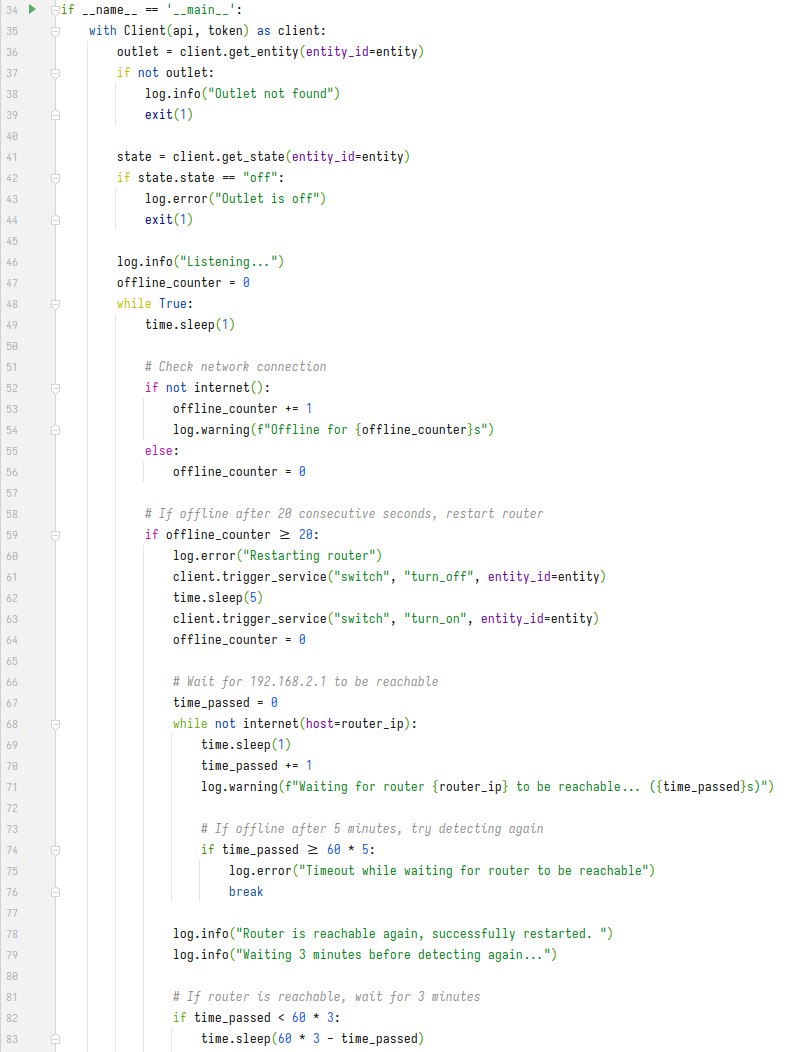 34 if __name__ == '__main__':
35     with Client(api, token) as client:
36         outlet = client.get_entity(entity_id=entity)
37         if not outlet:
38             log.info("Outlet not found")
39             exit(1)
40
41         state = client.get_state(entity_id=entity)
42         if state.state == "off":
43             log.error("Outlet is off")
44             exit(1)
45
46         log.info("Listening...")
47         offline_counter = 0
48         while True:
49             time.sleep(1)
50
51             # Check network connection
52             if not internet():
53                 offline_counter += 1
54                 log.warning(f"Offline for {offline_counter}s")
55             else:
56                 offline_counter = 0
57
58             # If offline after 20 consecutive seconds, restart router
59             if offline_counter ≥ 20:
60                 log.error("Restarting router")
61                 client.trigger_service("switch", "turn_off", entity_id=entity)
62                 time.sleep(5)
63                 client.trigger_service("switch", "turn_on", entity_id=entity)
64                 offline_counter = 0
65
66                 # Wait for 192.168.2.1 to be reachable
67                 time_passed = 0
68                 while not internet(host=router_ip):
69                     time.sleep(1)
70                     time_passed += 1
71                     log.warning(f"Waiting for router {router_ip} to be reachable... ({time_passed}s)")
72
73                     # If offline after 5 minutes, try detecting again
74                     if time_passed ≥ 60 * 5:
75                         log.error("Timeout while waiting for router to be reachable")
76                         break
77
78                 log.info("Router is reachable again, successfully restarted. ")
79                 log.info("Waiting 3 minutes before detecting again...")
80
81                 # If router is reachable, wait for 3 minutes
82                 if time_passed < 60 * 3:
83                     time.sleep(60 * 3 - time_passed)